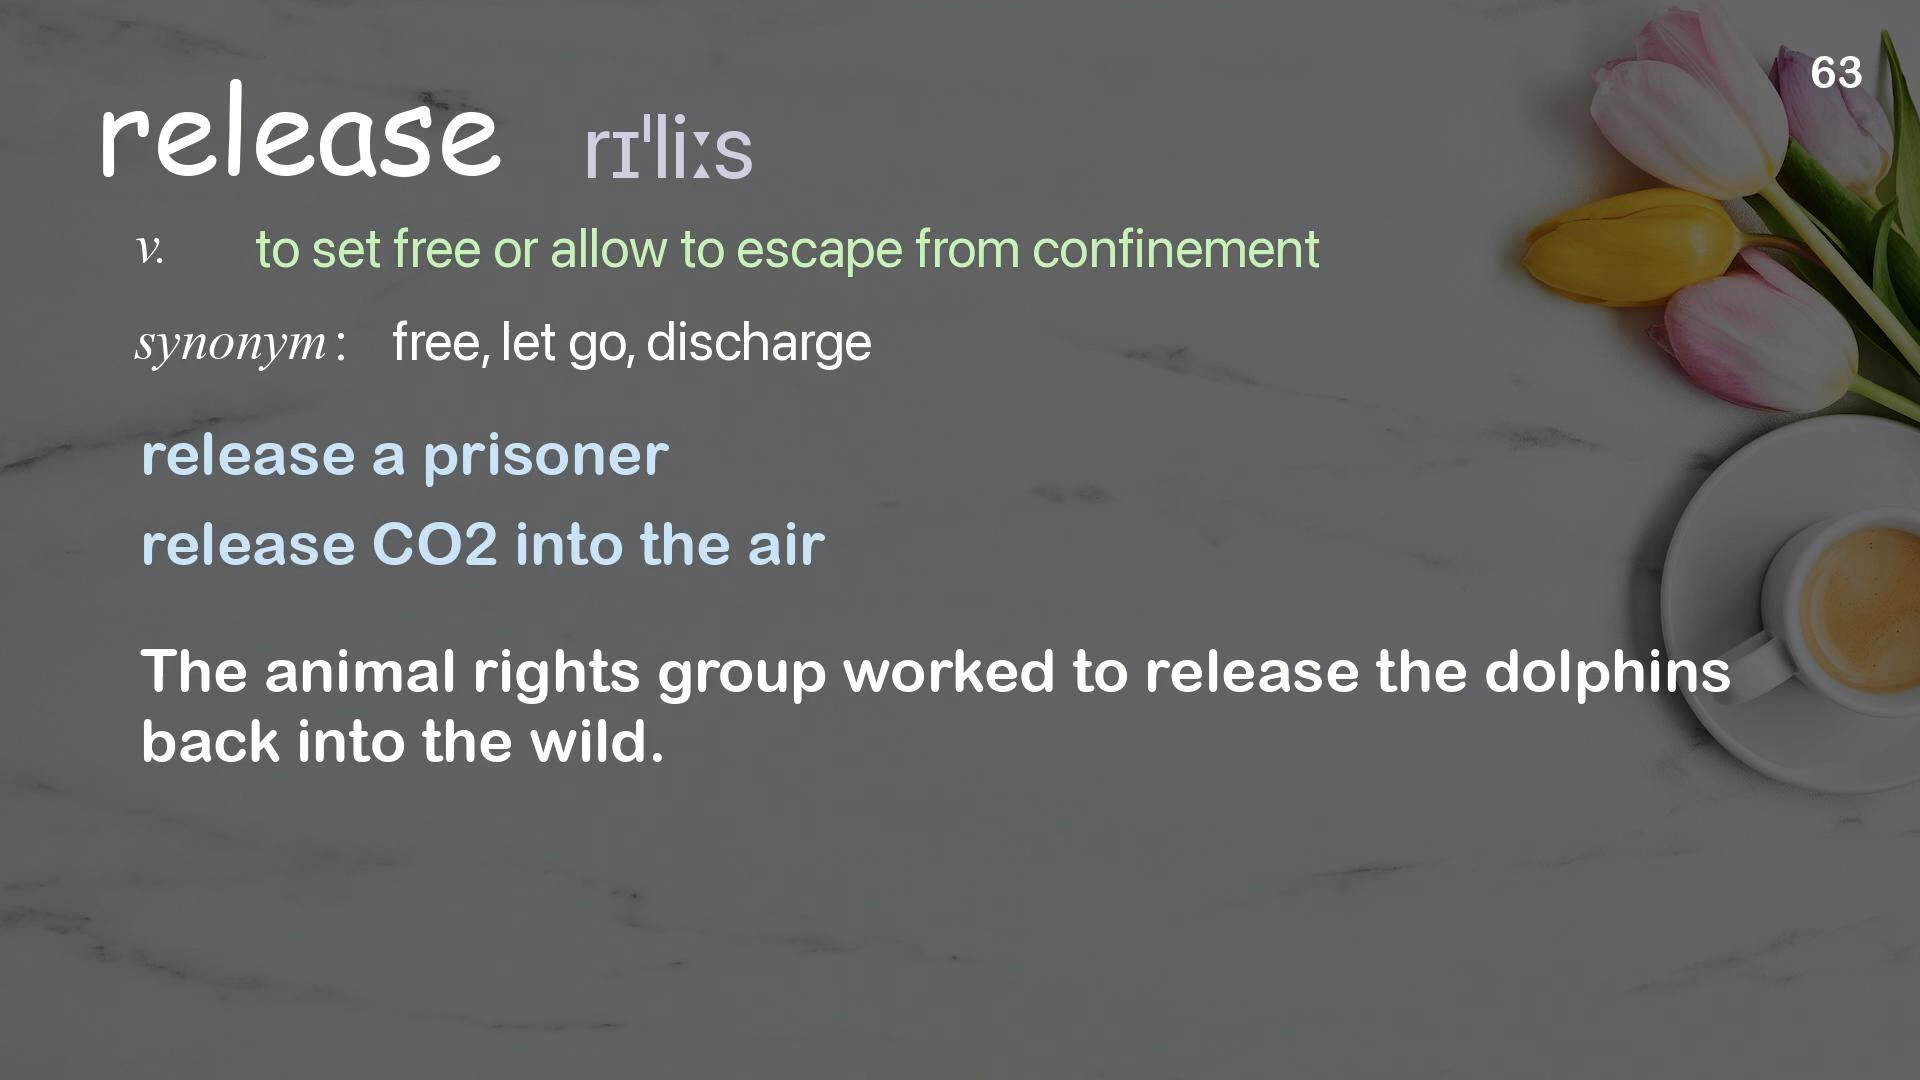 63
release rɪˈliːs
v. to set free or allow to escape from confinement
synonym : free, let go, discharge
release a prisoner
release CO2 into the air
The animal rights group worked to release the dolphins
back into the wild.